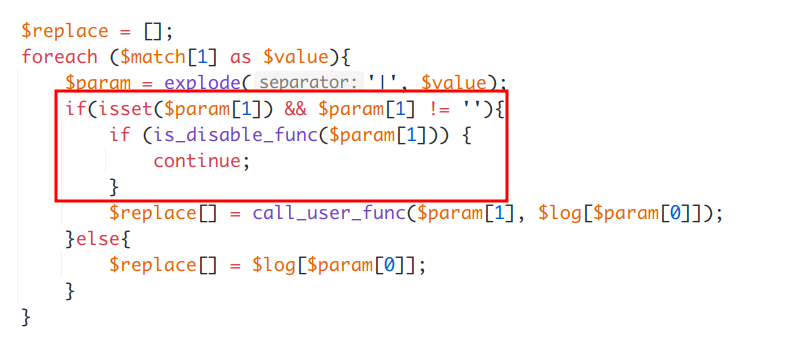 $replace = [];
foreach ($match[1] as $value){
$param = explode( separator: '|', $value);
if(isset($param[1]) && $param[1] != ''){
if (is_disable_func($param[1])) {
continue;
}
$replace[] = call_user_func($param[1], $log[$param[0]]);
}else{
$replace[] = $log[$param[0]];
}
}